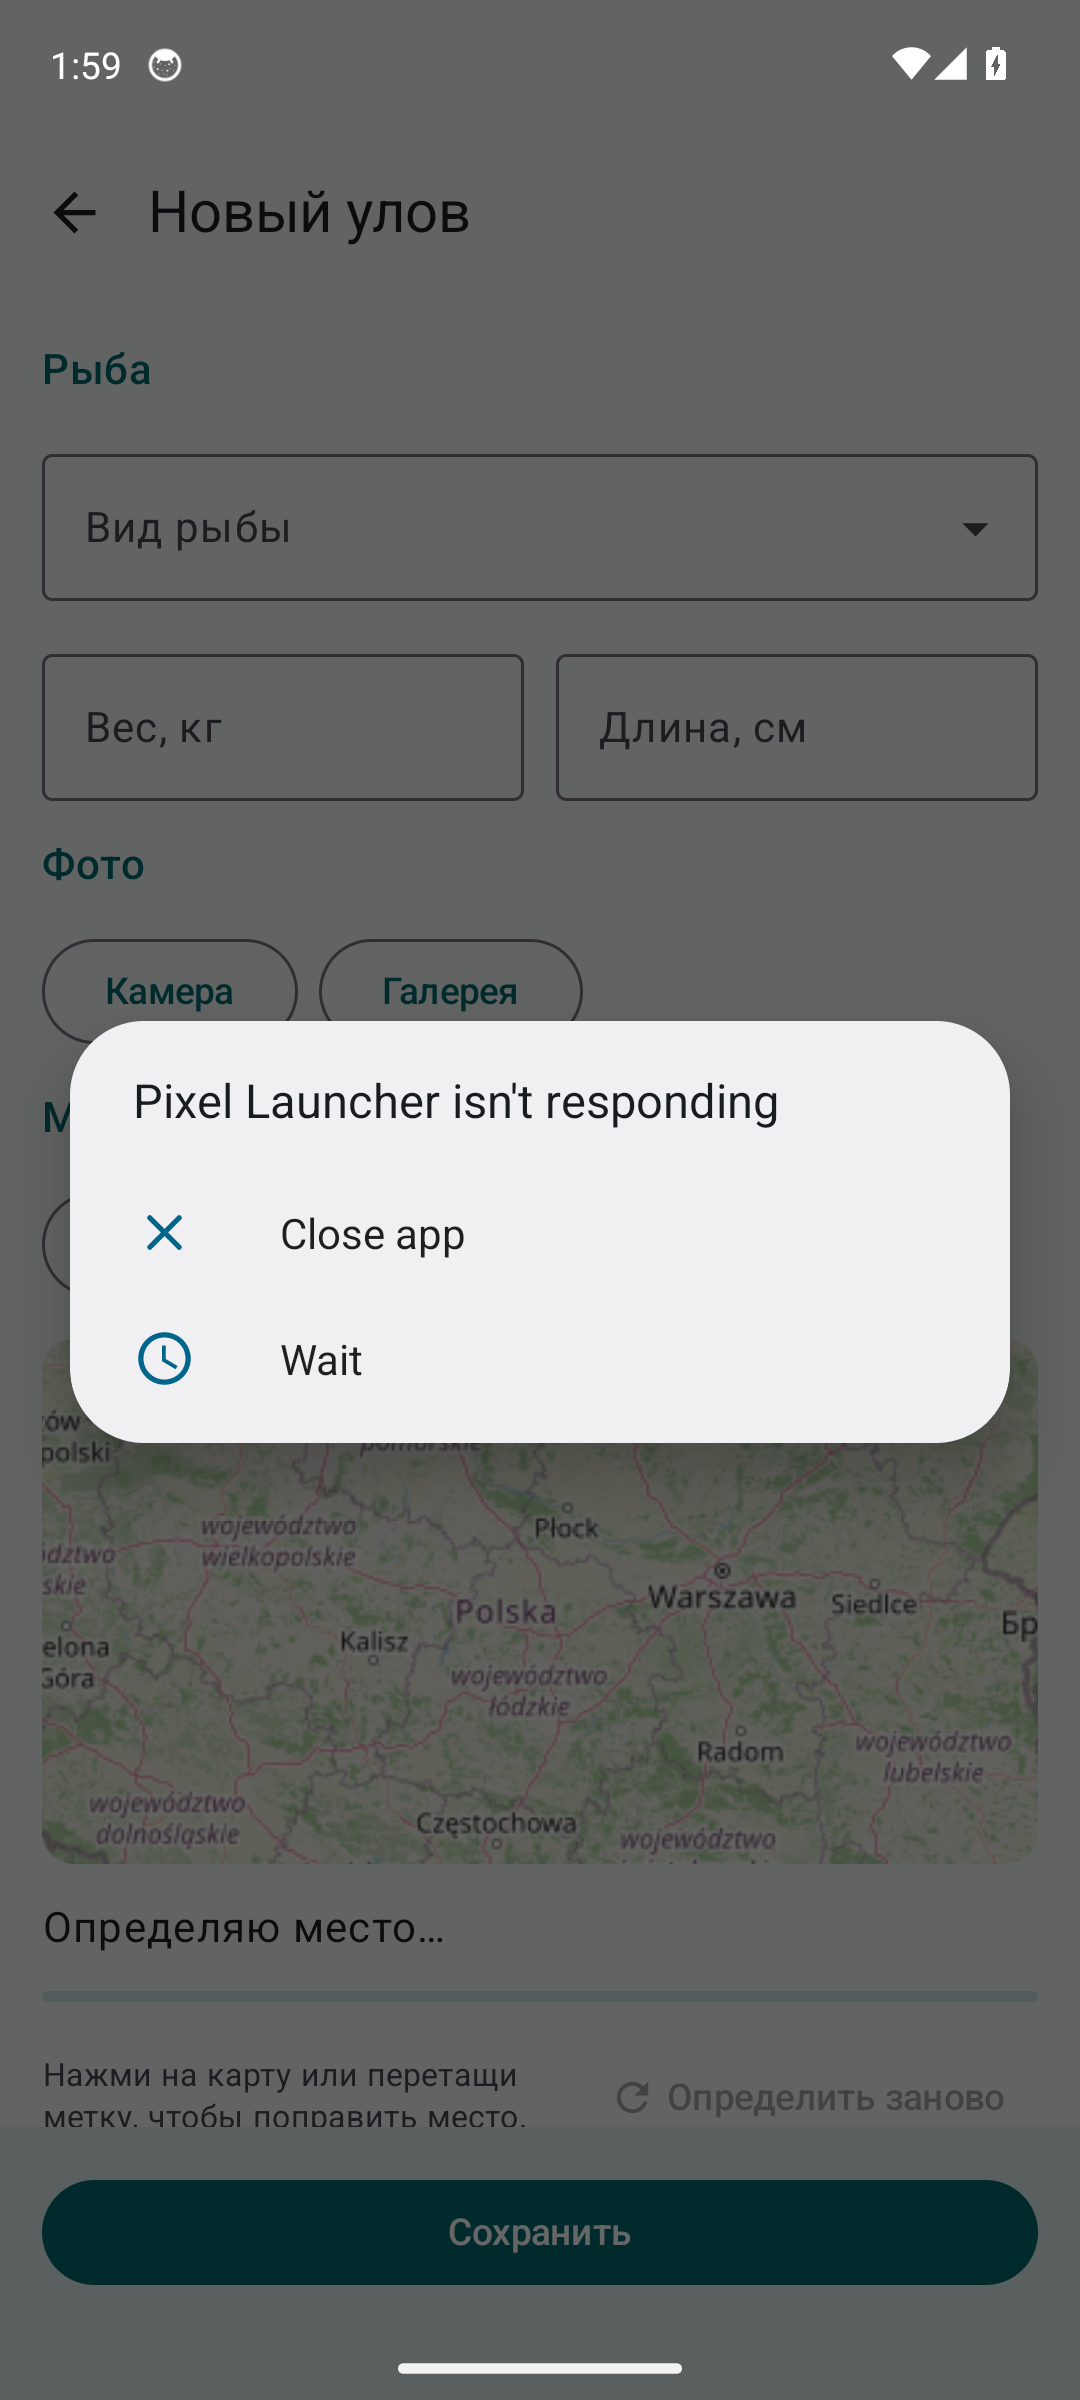 1:59
Новый улов
Рыба
Вид рыбы
Вес, кг
Длина, см
Фото
Камера
Галерея
Pixel Launcher isn't responding
Close app
Wait
polski
województwo
wielkopolskie
Płock
Warszawa
Siedlce
Polska
Kalisz
Góra
województwo
łódzkie
Radom
województwo
lubelskie
województwo
dolnośląskie
Częstochowa
województwo
Определяю место…
Нажми на карту или перетащи
метку, чтобы поправить место.
Определить заново
Сохранить